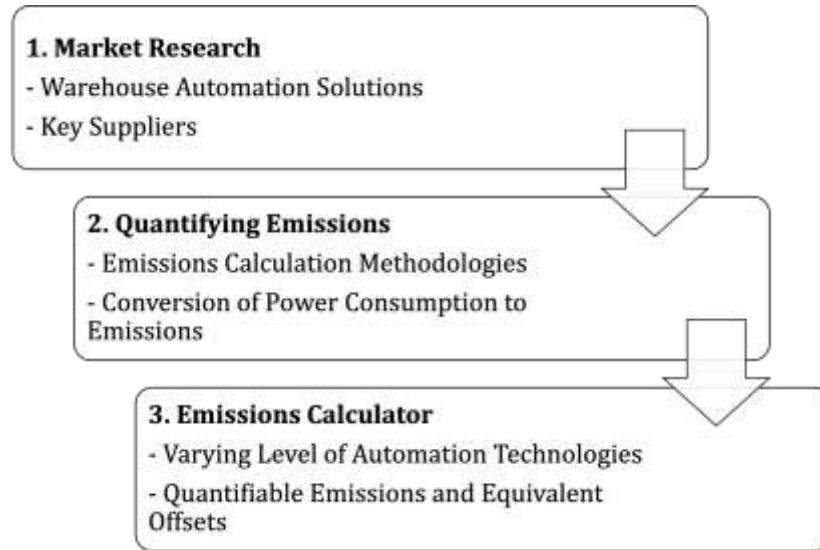 1. Market Research
- Warehouse Automation Solutions
- Key Suppliers
2. Quantifying Emissions
- Emissions Calculation Methodologies
- Conversion of Power Consumption to
Emissions
3. Emissions Calculator
- Varying Level of Automation Technologies
- Quantifiable Emissions and Equivalent
Offsets